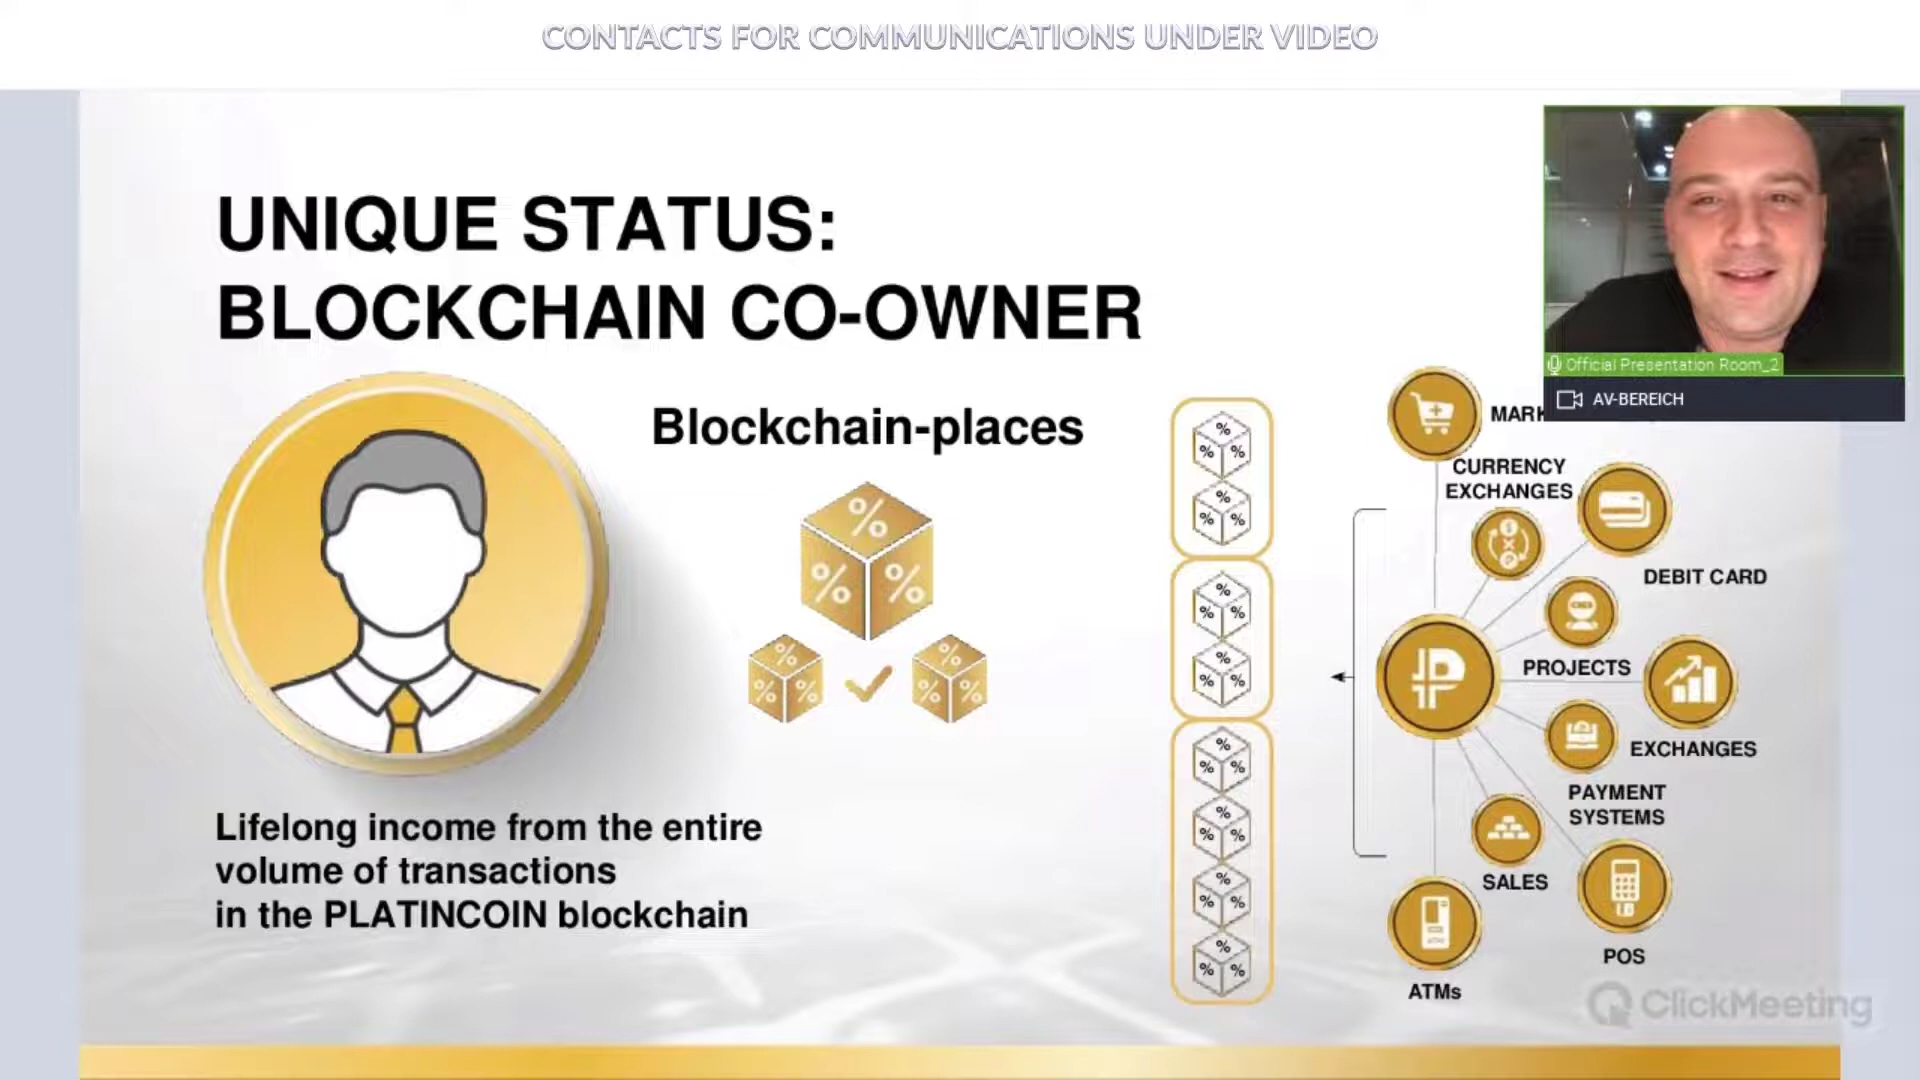 CONTACTS FOR COMMUNICATIONS UNDER VIDEO
UNIQUE STATUS:
BLOCKCHAIN CO-OWNER
Official Presentation Room_2
AV-BEREICH
Blockchain-places
CURRENCY
EXCHANGES
DEBIT CARD
PROJECTS
EXCHANGES
PAYMENT
SYSTEMS
SALES
POS
ATMs
Lifelong income from the entire
volume of transactions
in the PLATINCOIN blockchain
ClickMeeting